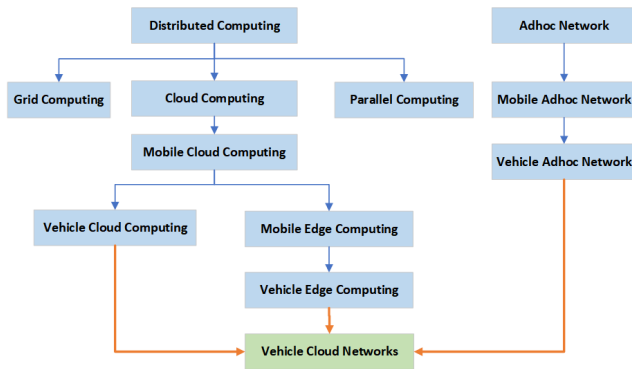 Distributed Computing
Adhoc Network
Grid Computing
Cloud Computing
Parallel Computing
Mobile Adhoc Network
Mobile Cloud Computing
Vehicle Adhoc Network
Vehicle Cloud Computing
Mobile Edge Computing
Vehicle Edge Computing
Vehicle Cloud Networks